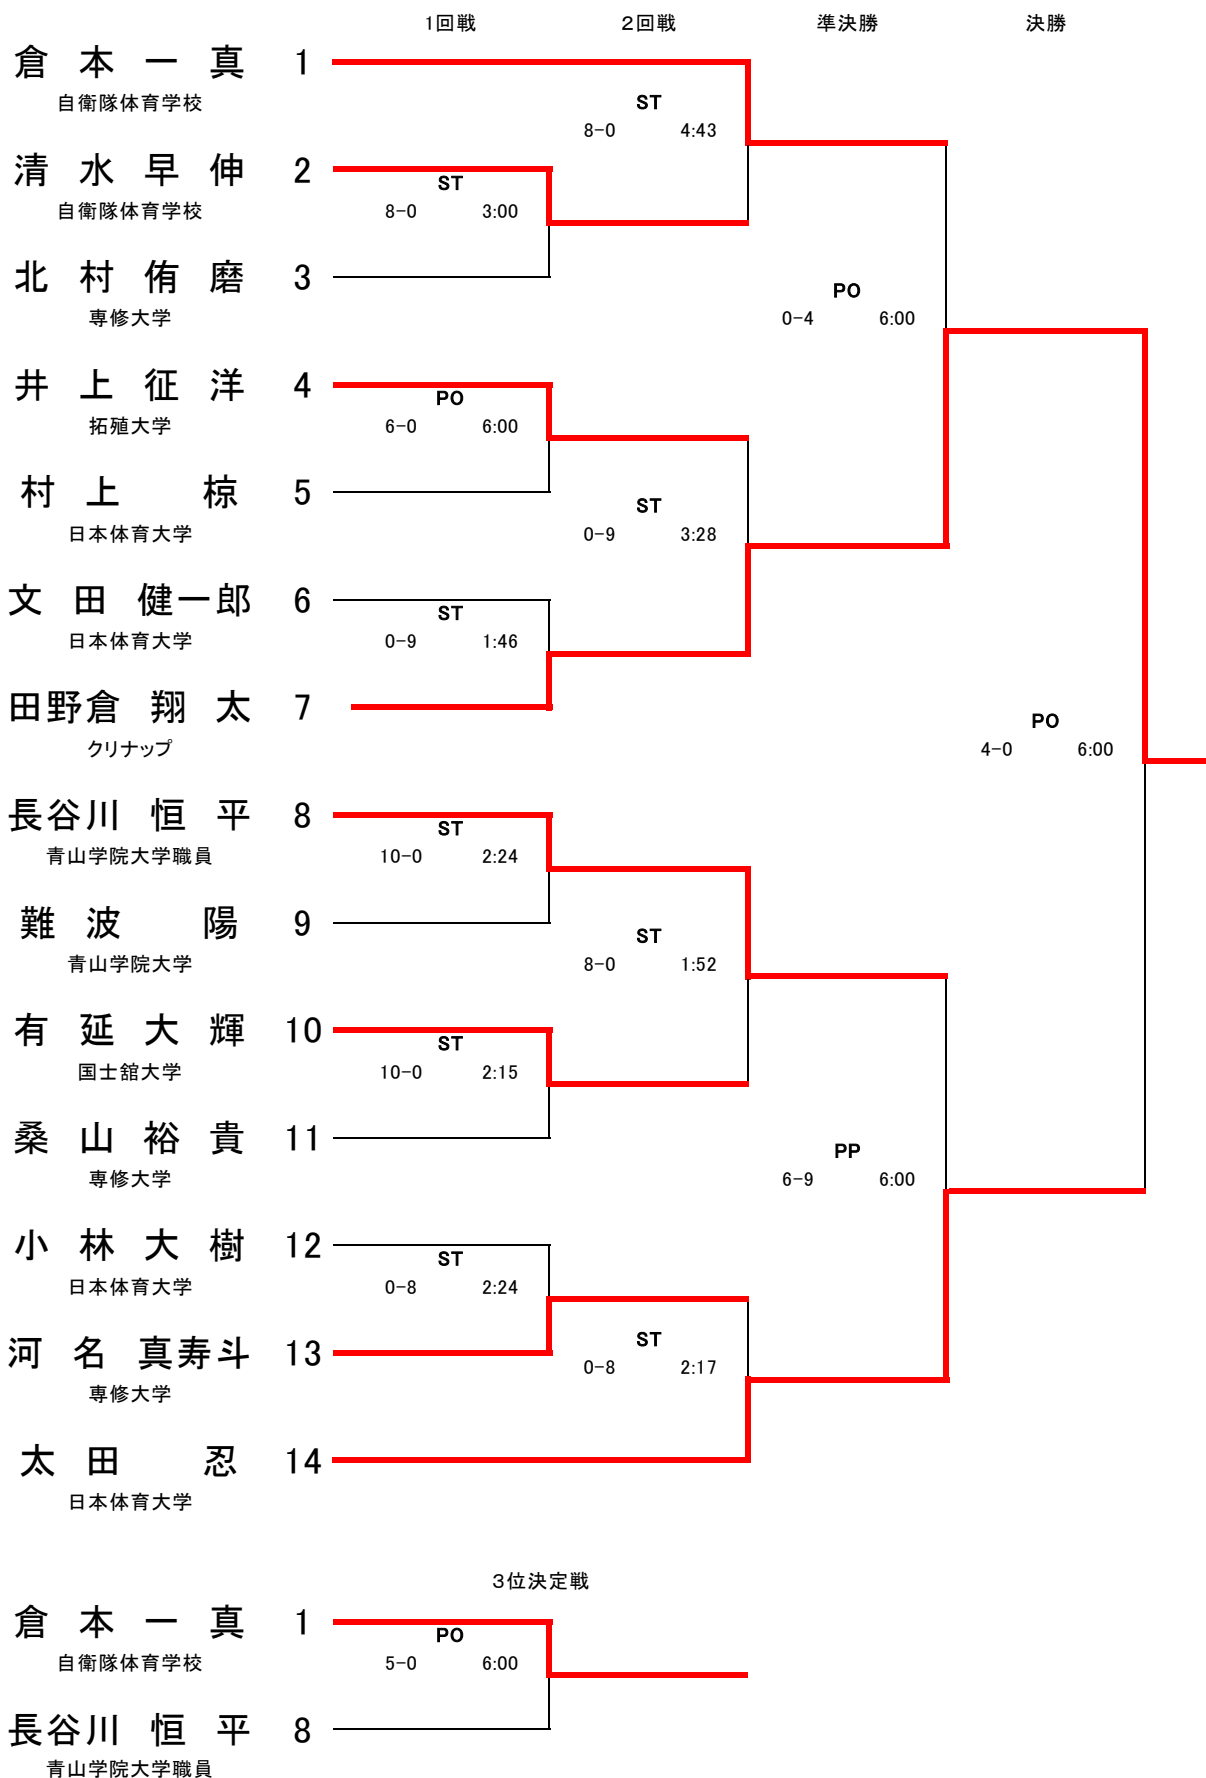 1回戦 2回戦 準決勝 決勝
倉本一真 1
自衛隊体育学校
ST
8-0 4:43
清水早伸 2
自衛隊体育学校
ST
8-0 3:00
北村侑磨 3
専修大学
PO
0-4 6:00
井上征洋 4
拓殖大学
PO
6-0 6:00
村上椋 5
日本体育大学
ST
0-9 3:28
文田健一郎 6
日本体育大学
ST
0-9 1:46
田野倉翔太 7
クリナップ
PO
4-0 6:00
長谷川恒平 8
青山学院大学職員
ST
10-0 2:24
難波陽 9
青山学院大学
ST
8-0 1:52
有延大輝 10
国士舘大学
ST
10-0 2:15
桑山裕貴 11
専修大学
PP
6-9 6:00
小林大樹 12
日本体育大学
ST
0-8 2:24
河名真寿斗 13
専修大学
ST
0-8 2:17
太田忍 14
日本体育大学
3位決定戦
倉本一真 1
自衛隊体育学校
PO
5-0 6:00
長谷川恒平 8
青山学院大学職員